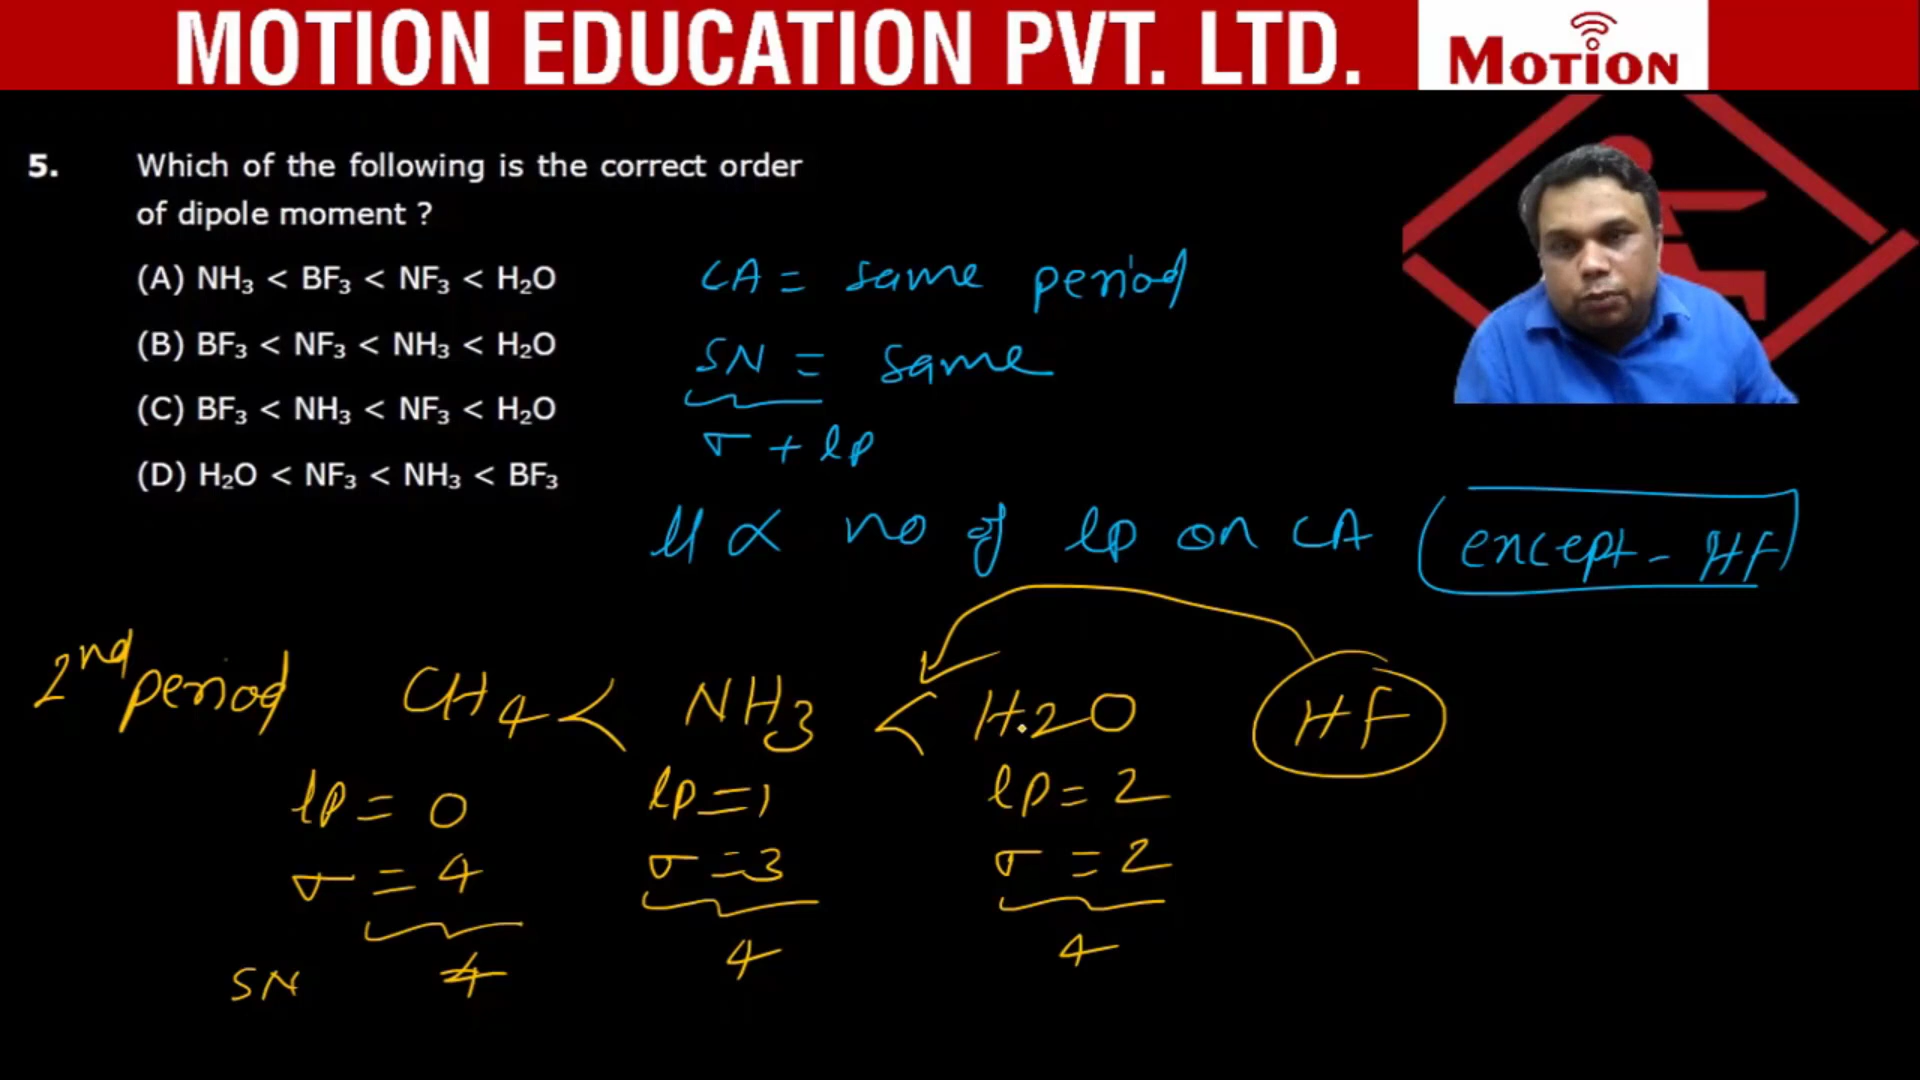 MOTION EDUCATION PVT. LTD.
MOTION
5. Which of the following is the correct order
of dipole moment ?
(A) NH₃ < BF₃ < NF₃ < H₂O
(B) BF₃ < NF₃ < NH₃ < H₂O
(C) BF₃ < NH₃ < NF₃ < H₂O
(D) H₂O < NF₃ < NH₃ < BF₃
CA = same period
SN = same
σ + lp
μ ∝ no of lp on CA (except - HF)
2nd period CH4 < NH3 < H2O HF
lp = 0 lp = 1 lp = 2
σ = 4 σ = 3 σ = 2
SN 4 4 4